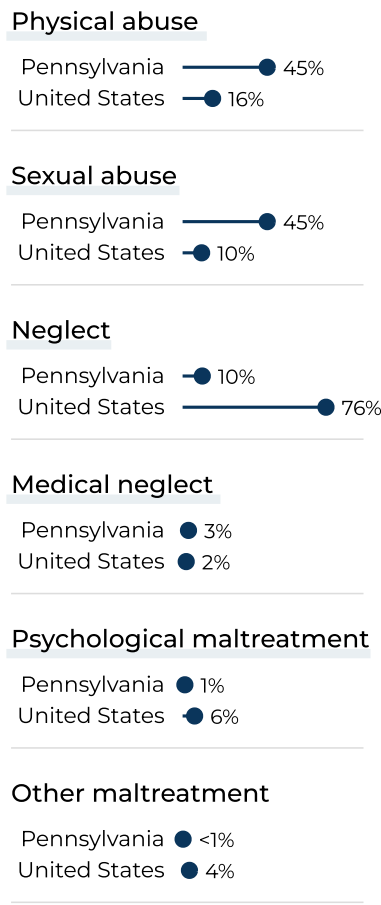 Physical abuse
Pennsylvania 45%
United States 16%
Sexual abuse
Pennsylvania 45%
United States 10%
Neglect
Pennsylvania 10%
United States 76%
Medical neglect
Pennsylvania 3%
United States 2%
Psychological maltreatment
Pennsylvania 1%
United States 6%
Other maltreatment
Pennsylvania <1%
United States 4%